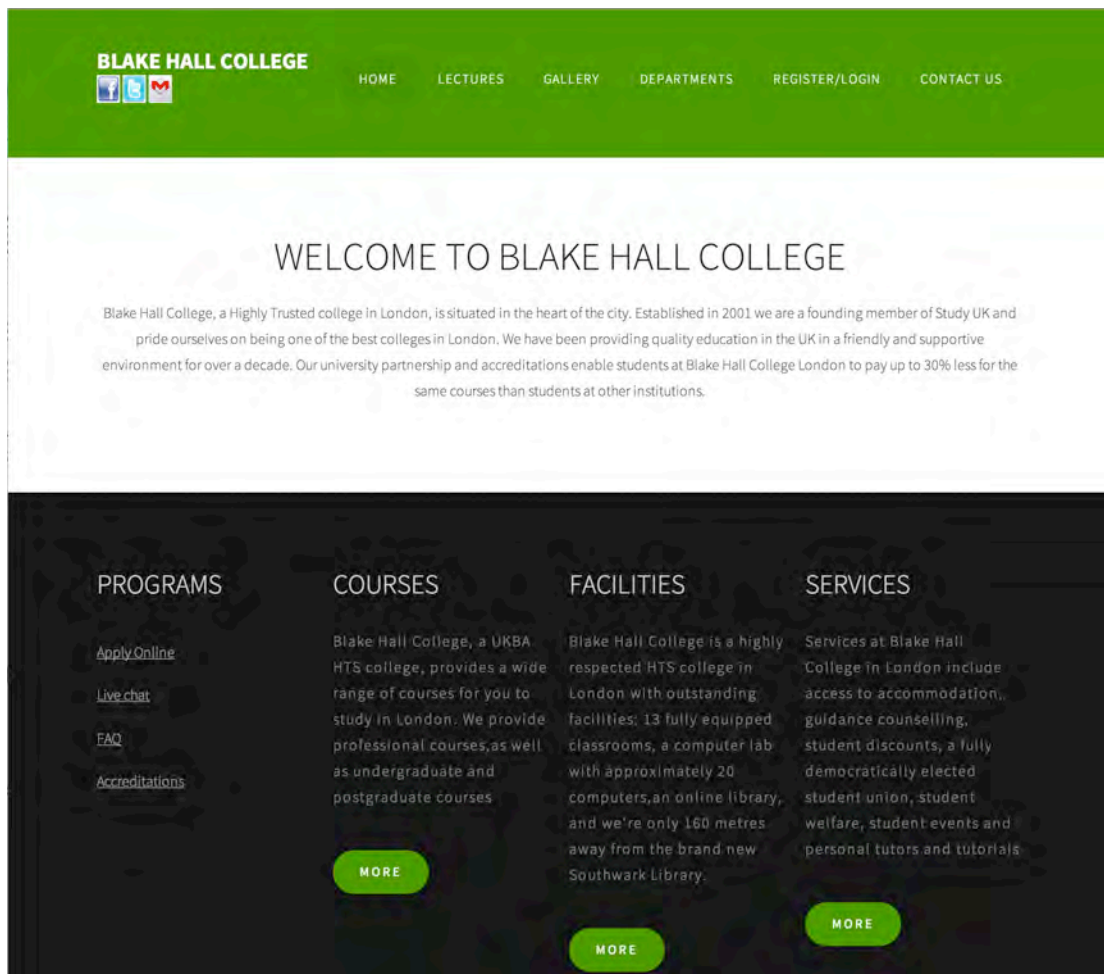 BLAKE HALL COLLEGE
HOME LECTURES GALLERY DEPARTMENTS REGISTER/LOGIN CONTACT US
WELCOME TO BLAKE HALL COLLEGE
Blake Hall College, a Highly Trusted college in London, is situated in the heart of the city. Established in 2001 we are a founding member of Study UK and
pride ourselves on being one of the best colleges in London. We have been providing quality education in the UK in a friendly and supportive
environment for over a decade. Our university partnership and accreditations enable students at Blake Hall College London to pay up to 30% less for the
same courses than students at other institutions.
PROGRAMS
Apply Online
Live chat
FAQ
Accreditations
COURSES
Blake Hall College, a UKBA
HTS college, provides a wide
range of courses for you to
study in London. We provide
professional courses,as well
as undergraduate and
postgraduate courses
MORE
FACILITIES
Blake Hall College is a highly
respected HTS college in
London with outstanding
facilities: 13 fully equipped
classrooms, a computer lab
with approximately 20
computers,an online library,
and we're only 160 metres
away from the brand new
Southwark Library.
MORE
SERVICES
Services at Blake Hall
College in London include
access to accommodation,
guidance counselling,
student discounts, a fully
democratically elected
student union, student
welfare, student events and
personal tutors and tutorials
MORE